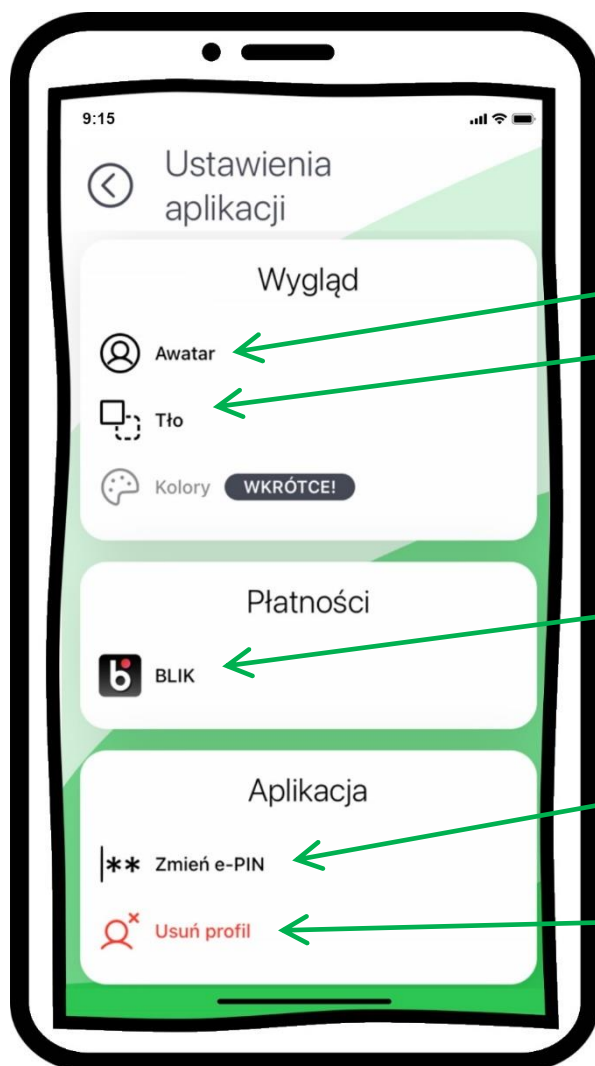 9:15
Ustawienia
aplikacji
Wygląd
Awatar
Tło
Kolory WKRÓTCE!
Płatności
b BLIK
Aplikacja
|** Zmień e-PIN
Usuń profil